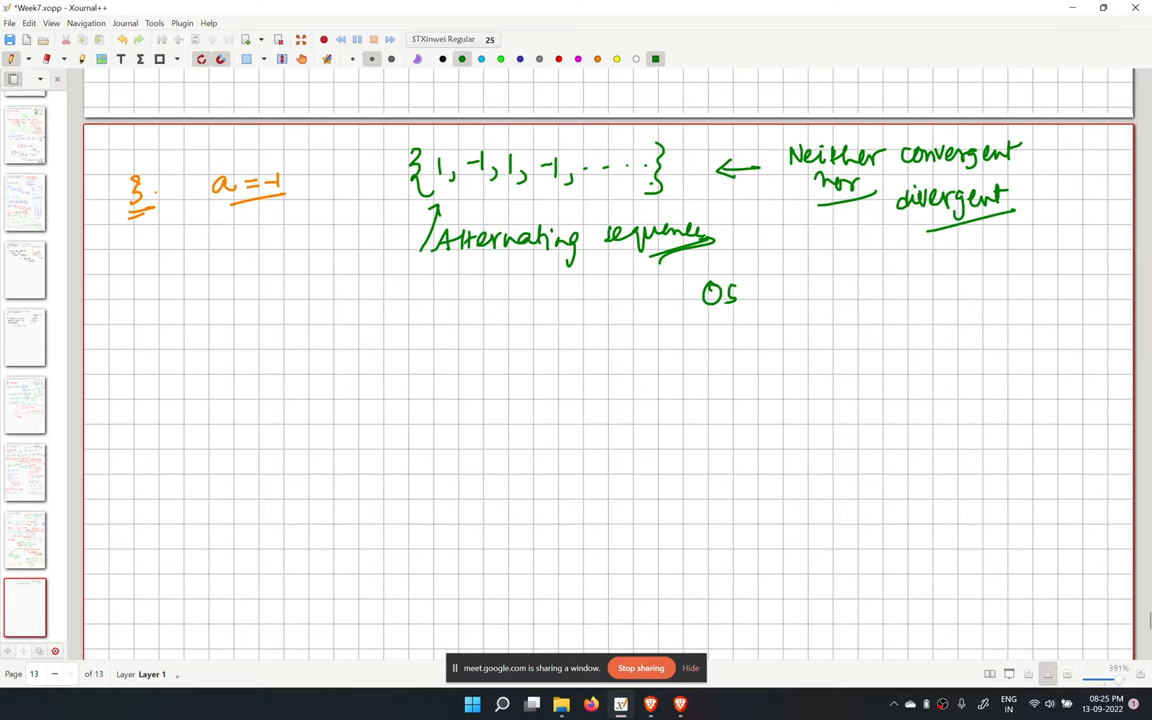 *Week7.xopp - Xournal++
File Edit View Navigation Journal Tools Plugin Help
STXinwei Regular 25
3. a = -1 {1, -1, 1, -1, .......} ← Neither convergent
nor divergent
Alternating sequence
Os
meet.google.com is sharing a window. Stop sharing Hide
Page 13 of 13 Layer Layer 1 391%
ENG
IN
08:25 PM
13-09-2022